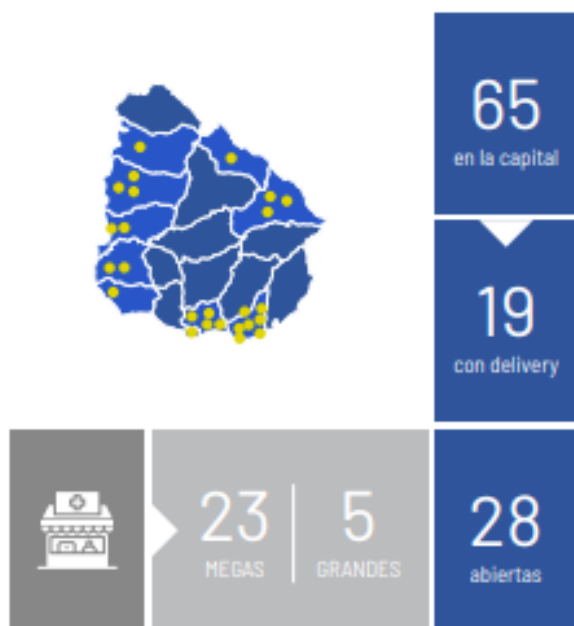 65
en la capital
19
con delivery
23
MEGAS
5
GRANDES
28
abiertas